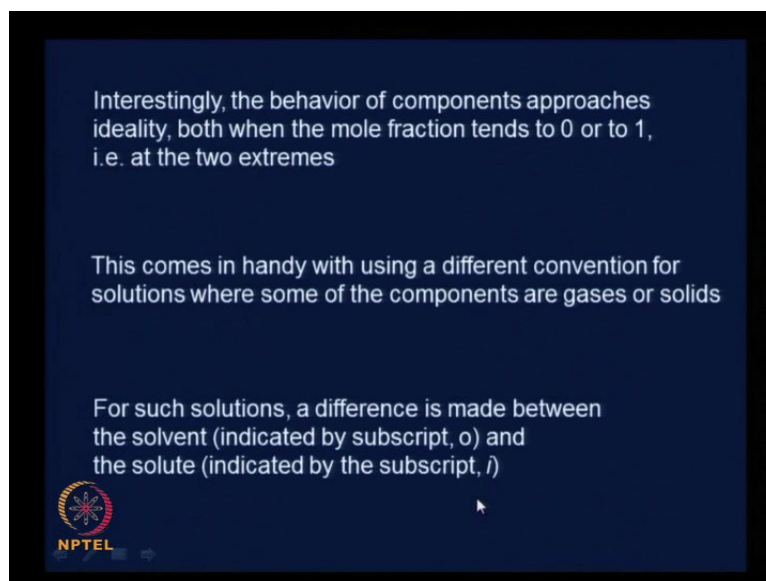 Interestingly, the behavior of components approaches
ideality, both when the mole fraction tends to 0 or to 1,
i.e. at the two extremes
This comes in handy with using a different convention for
solutions where some of the components are gases or solids
For such solutions, a difference is made between
the solvent (indicated by subscript, o) and
the solute (indicated by the subscript, i)
NPTEL